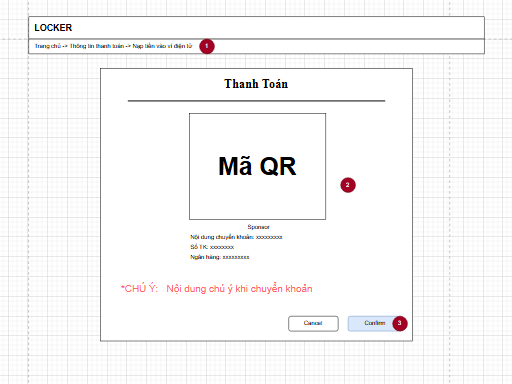 LOCKER
Trang chủ -> Thông tin thanh toán -> Nạp tiền vào ví điện tử 1
Thanh Toán
Mã QR
2
Sponsor
Nội dung chuyển khoản: xxxxxxxxx
Số TK: xxxxxxxx
Ngân hàng: xxxxxxxxx
*CHÚ Ý: Nội dung chú ý khi chuyển khoản
Cancel Confirm 3